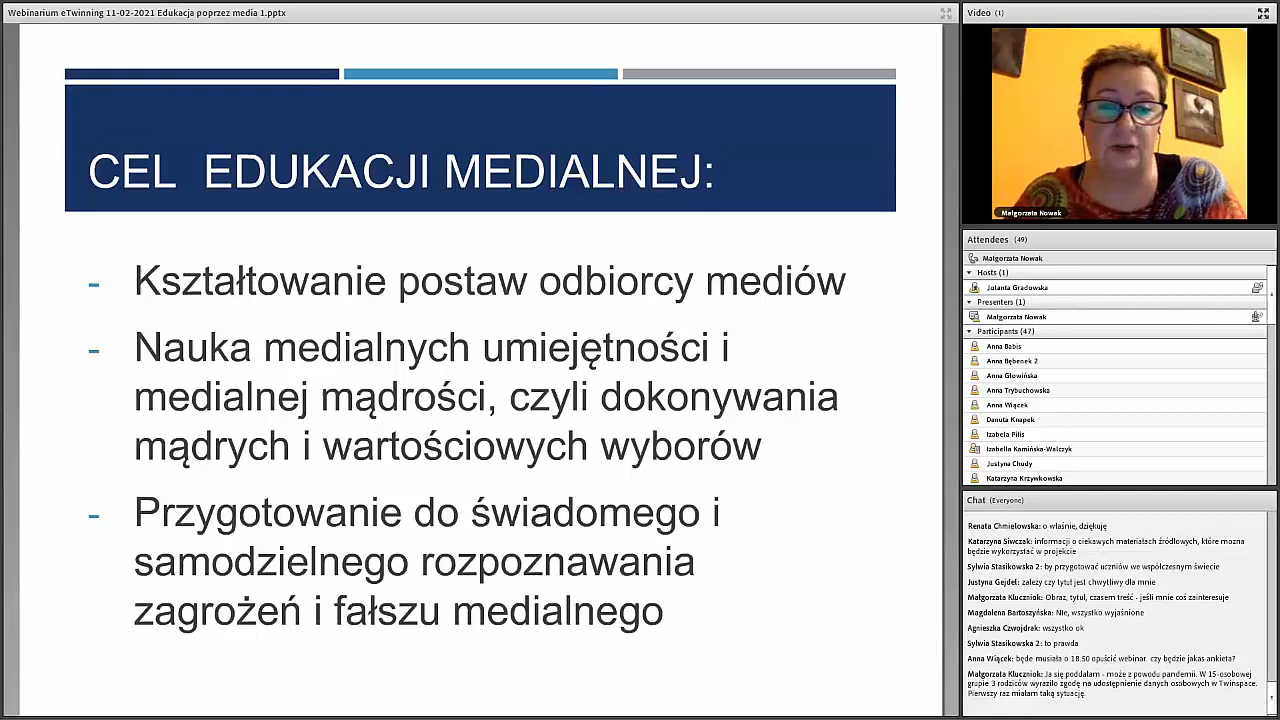 Webinarium eTwinning 11-02-2021 Edukacja poprzez media 1.pptx
CEL EDUKACJI MEDIALNEJ:
- Kształtowanie postaw odbiorcy mediów
- Nauka medialnych umiejętności i
medialnej mądrości, czyli dokonywania
mądrych i wartościowych wyborów
- Przygotowanie do świadomego i
samodzielnego rozpoznawania
zagrożeń i fałszu medialnego
Video (1)
Małgorzata Nowak
Attendees (49)
Małgorzata Nowak
Hosts (1)
Jolanta Gradowska
Presenters (1)
Małgorzata Nowak
Participants (47)
Anna Babis
Anna Bębenek 2
Anna Głowińska
Anna Trybuchowska
Anna Wiącek
Danuta Knapek
Izabela Pilis
Izabella Kamińska-Walczyk
Justyna Chudy
Katarzyna Krzywkowska
Chat (Everyone)
Renata Chmielowska: o właśnie, dziękuję
Katarzyna Siwczak: informacji o ciekawych materiałach źródłowych, które mozna
będzie wykorzystać w projekcie
Sylwia Stasikowska 2: by przygotować uczniów we współczesnym świecie
Justyna Gejdel: zależy czy tytuł jest chwytliwy dla mnie
Małgorzata Kluczniok: Obraz, tytul, czasem treść - jeśli mnie coś zainteresuje
Magdalena Bartoszyńska: Nie, wszystko wyjaśnione
Agnieszka Czwojdrak: wszystko ok
Sylwia Stasikowska 2: to prawda
Anna Wiącek: będe musiała o 18.50 opuścić webinar. czy będzie jakas ankieta?
Małgorzata Kluczniok: Ja się poddałam - może z powodu pandemii. W 15-osobowej
grupie 3 rodziców wyraziło zgodę na udostępnienie danych osobowych w Twinspace.
Pierwszy raz miałam taką sytuację.